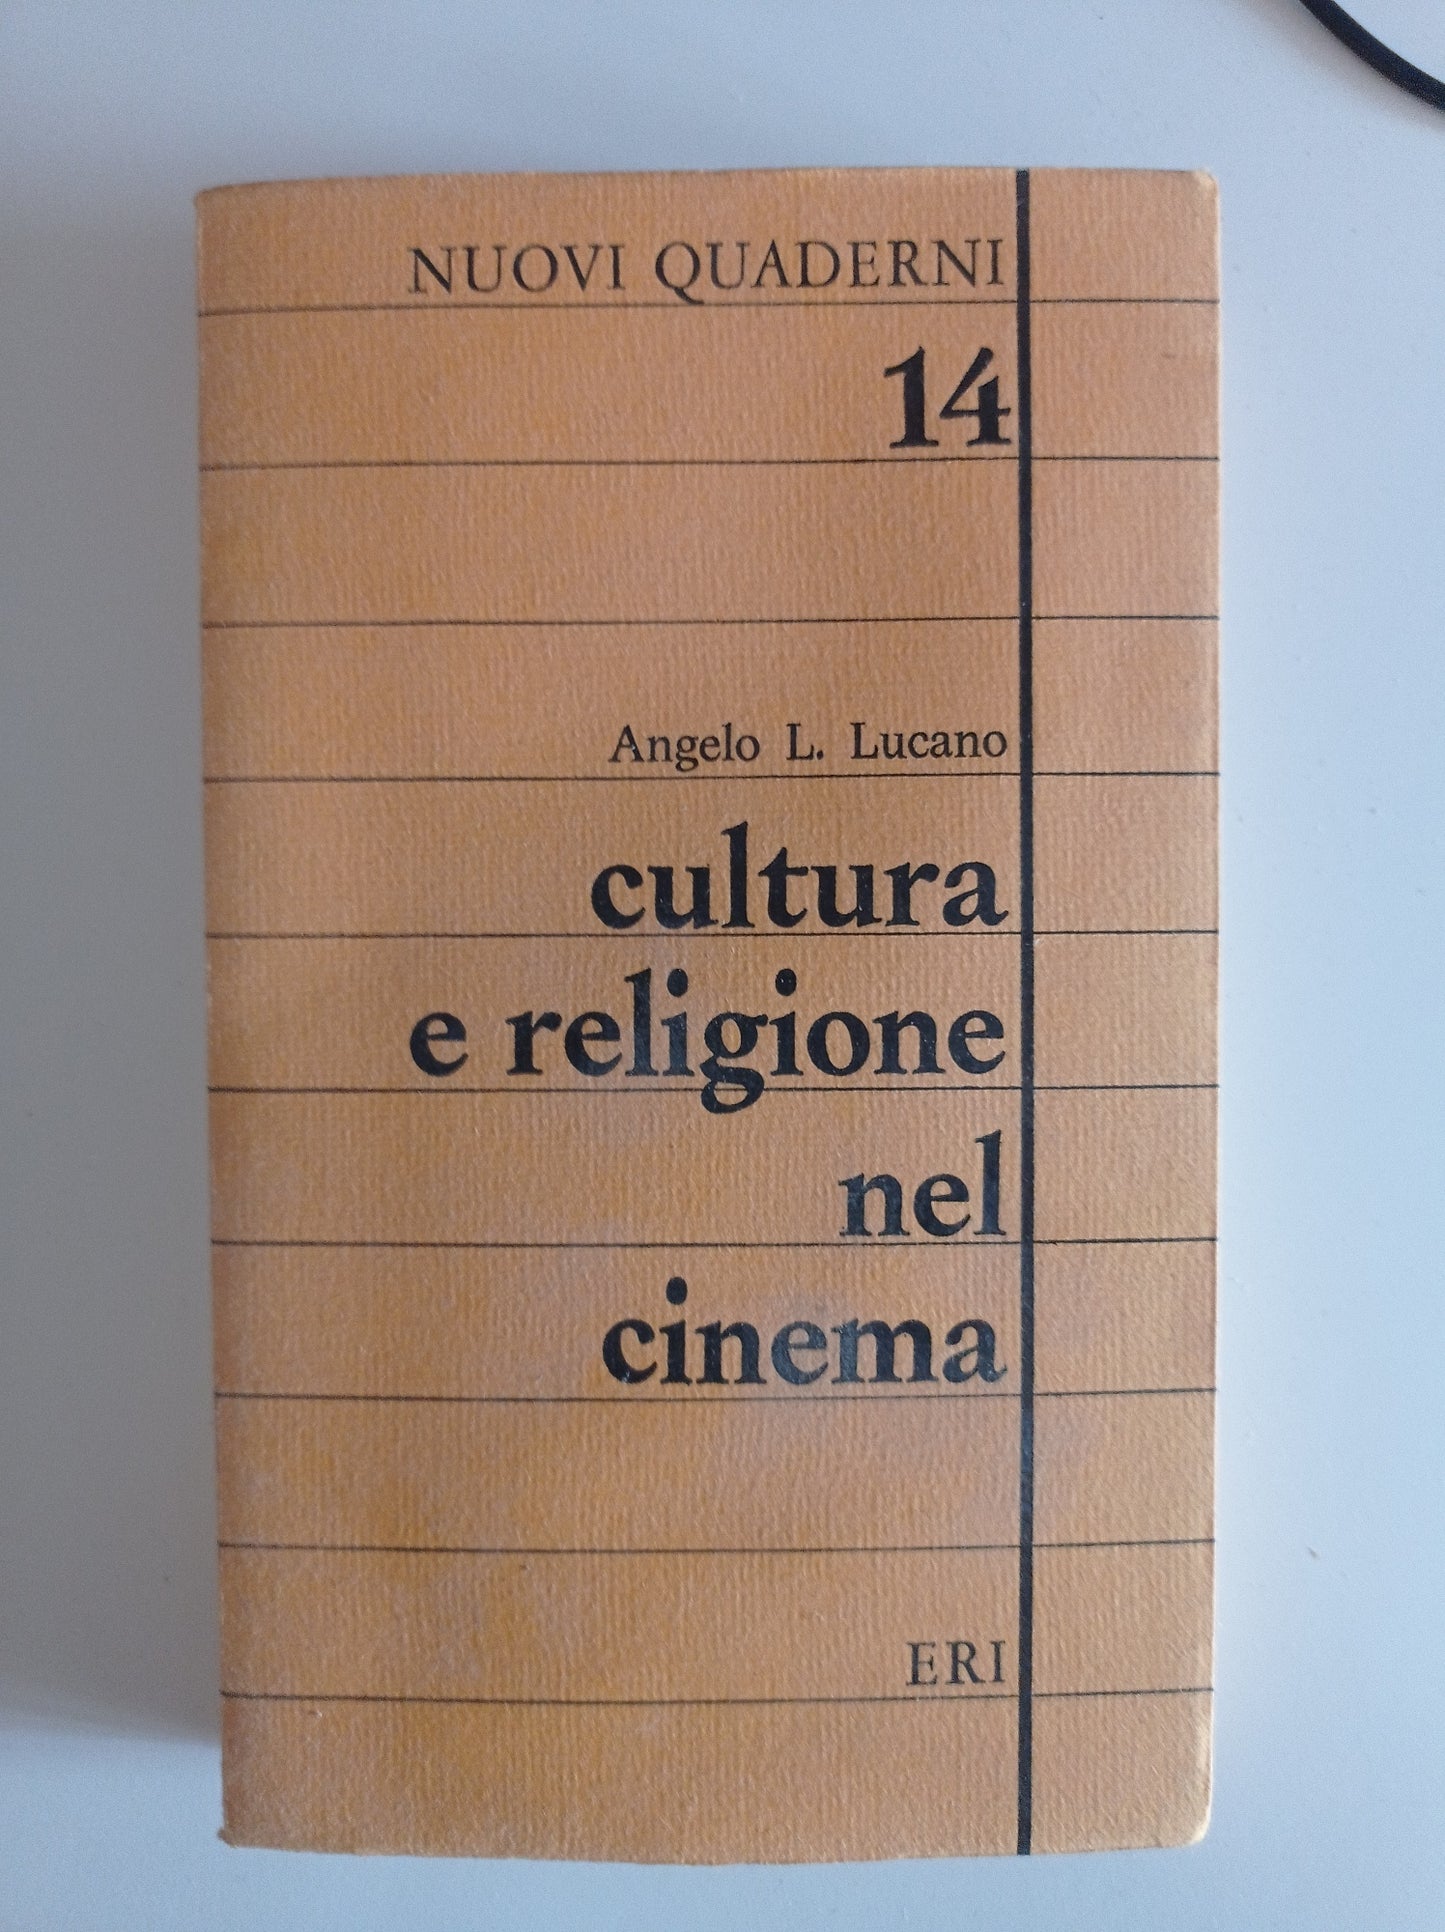 NUOVI QUADERNI
14
Angelo L. Lucano
cultura
e religione
nel
cinema
ERI